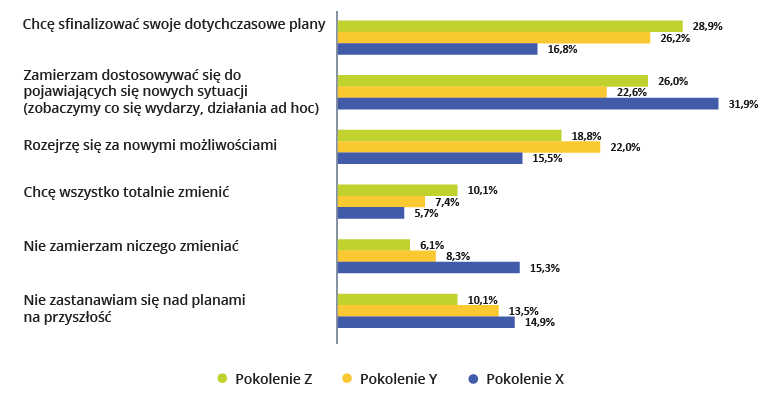 Chcę sfinalizować swoje dotychczasowe plany
28,9%
26,2%
16,8%
Zamierzam dostosowywać się do
pojawiających się nowych sytuacji
(zobaczymy co się wydarzy, działania ad hoc)
26,0%
22,6%
31,9%
Rozejrzę się za nowymi możliwościami
18,8%
22,0%
15,5%
Chcę wszystko totalnie zmienić
10,1%
7,4%
5,7%
Nie zamierzam niczego zmieniać
6,1%
8,3%
15,3%
Nie zastanawiam się nad planami
na przyszłość
10,1%
13,5%
14,9%
Pokolenie Z Pokolenie Y Pokolenie X